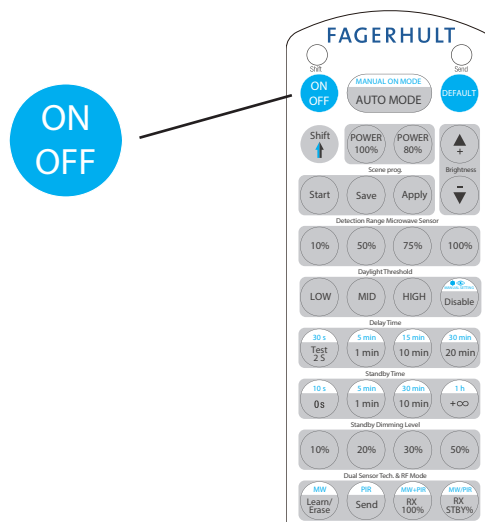 FAGERHULT
Shift
Send
ON
OFF
MANUAL ON MODE
AUTO MODE
DEFAULT
ON
OFF
Shift
POWER
100%
POWER
80%
+
Scene prog.
Brightness
Start
Save
Apply
-
Detection Range Microwave Sensor
10%
50%
75%
100%
Daylight Threshold
LOW
MID
HIGH
MANUAL SETTING
Disable
Delay Time
30 s
Test
2 S
5 min
1 min
15 min
10 min
30 min
20 min
Standby Time
10 s
0s
5 min
1 min
30 min
10 min
1 h
+∞
Standby Dimming Level
10%
20%
30%
50%
Dual Sensor Tech. & RF Mode
MW
Learn/
Erase
PIR
Send
MW+PIR
RX
100%
MW/PIR
RX
STBY%